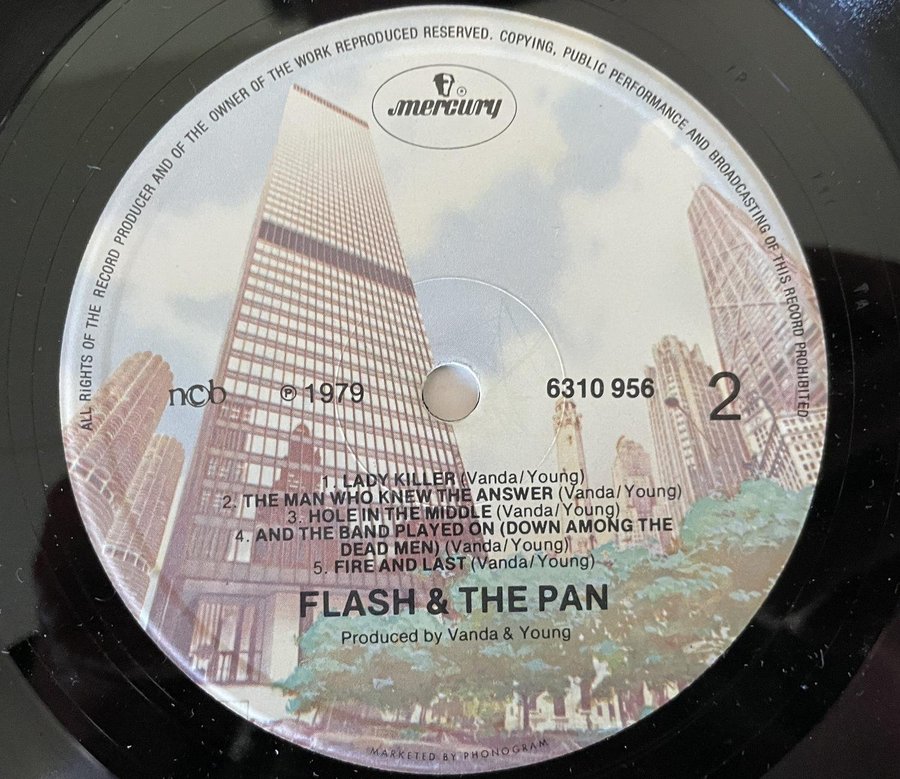 ALL RIGHTS OF THE RECORD PRODUCER AND OF THE OWNER OF THE WORK REPRODUCED RESERVED. COPYING, PUBLIC PERFORMANCE AND BROADCASTING OF THIS RECORD PROHIBITED
mercury
ncb ℗ 1979 6310 956 2
1. LADY KILLER (Vanda/Young)
2. THE MAN WHO KNEW THE ANSWER (Vanda/Young)
3. HOLE IN THE MIDDLE (Vanda/Young)
4. AND THE BAND PLAYED ON (DOWN AMONG THE
DEAD MEN) (Vanda/Young)
5. FIRE AND LAST (Vanda/Young)
FLASH & THE PAN
Produced by Vanda & Young
MARKETED BY PHONOGRAM